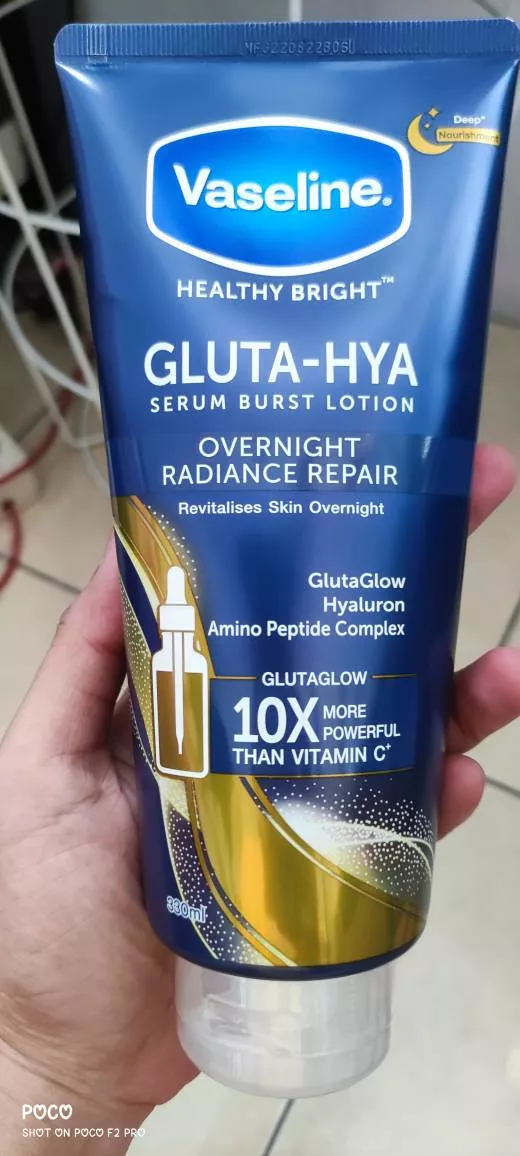 MFG220822806L
Deep*
Nourishment
Vaseline®
HEALTHY BRIGHT™
GLUTA-HYA
SERUM BURST LOTION
OVERNIGHT
RADIANCE REPAIR
Revitalises Skin Overnight
GlutaGlow
Hyaluron
Amino Peptide Complex
GLUTAGLOW
10X MORE
POWERFUL
THAN VITAMIN C⁺
330ml
POCO
SHOT ON POCO F2 PRO